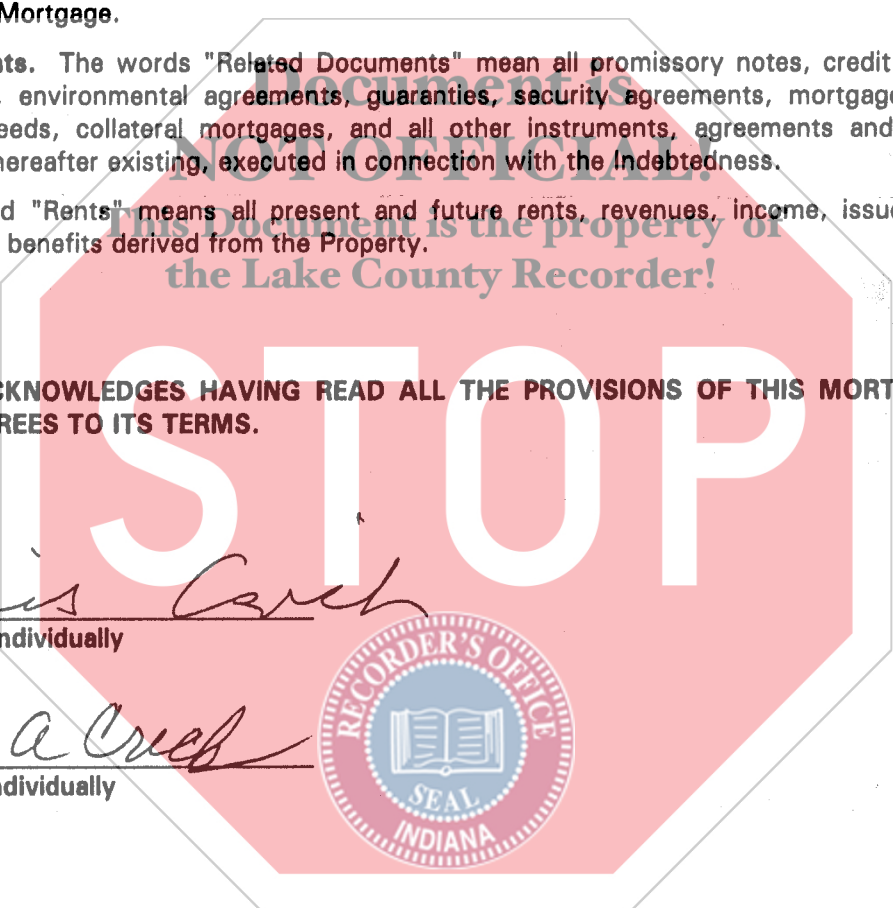 Mortgage.
nts. The words "Related Documents" mean all promissory notes, credit
, environmental agreements, guaranties, security agreements, mortgag
eeds, collateral mortgages, and all other instruments, agreements and
hereafter existing, executed in connection with the Indebtedness.
d "Rents" means all present and future rents, revenues, income, issu
benefits derived from the Property.
Document is
NOT OFFICIAL!
This Document is the property of
the Lake County Recorder!
CKNOWLEDGES HAVING READ ALL THE PROVISIONS OF THIS MORT
REES TO ITS TERMS.
STOP
ndividually
a
dividually
RECORDER'S OFFICE
SEAL
INDIANA